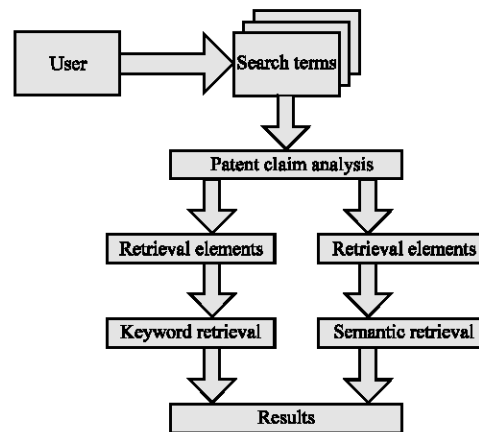 User
Search terms
Patent claim analysis
Retrieval elements
Retrieval elements
Keyword retrieval
Semantic retrieval
Results